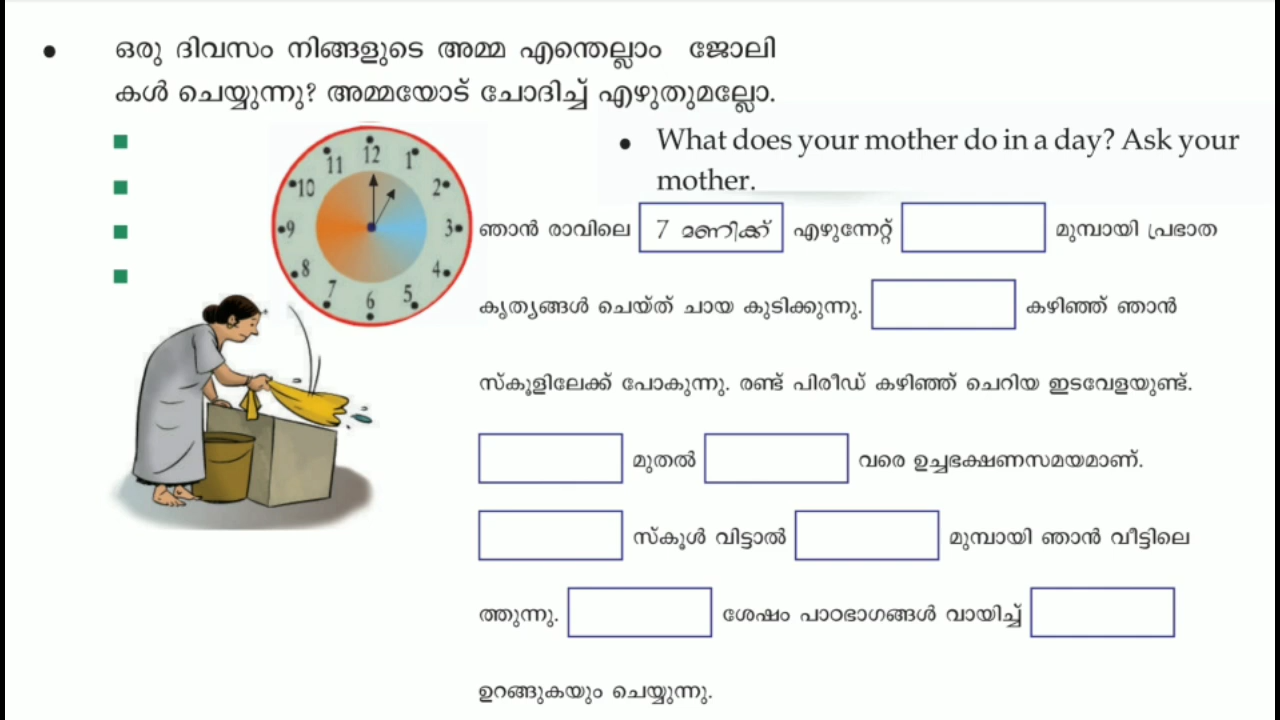 ഒരു ദിവസം നിങ്ങളുടെ അമ്മ എന്തെല്ലാം ജോലി
കൾ ചെയ്യുന്നു? അമ്മയോട് ചോദിച്ച് എഴുതുമല്ലോ.
What does your mother do in a day? Ask your
mother.
12
1
2
3
4
5
6
7
8
9
10
11
ഞാൻ രാവിലെ 7 മണിക്ക് എഴുന്നേറ്റ് മുമ്പായി പ്രഭാത
കൃത്യങ്ങൾ ചെയ്ത് ചായ കുടിക്കുന്നു. കഴിഞ്ഞ് ഞാൻ
സ്കൂളിലേക്ക് പോകുന്നു. രണ്ട് പിരീഡ് കഴിഞ്ഞ് ചെറിയ ഇടവേളയുണ്ട്.
മുതൽ വരെ ഉച്ചഭക്ഷണസമയമാണ്.
സ്കൂൾ വിട്ടാൽ മുമ്പായി ഞാൻ വീട്ടിലെ
ത്തുന്നു. ശേഷം പാഠഭാഗങ്ങൾ വായിച്ച്
ഉറങ്ങുകയും ചെയ്യുന്നു.